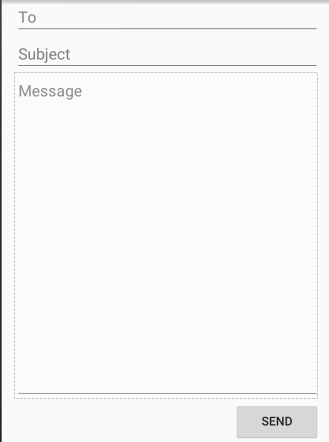 To
Subject
Message
SEND